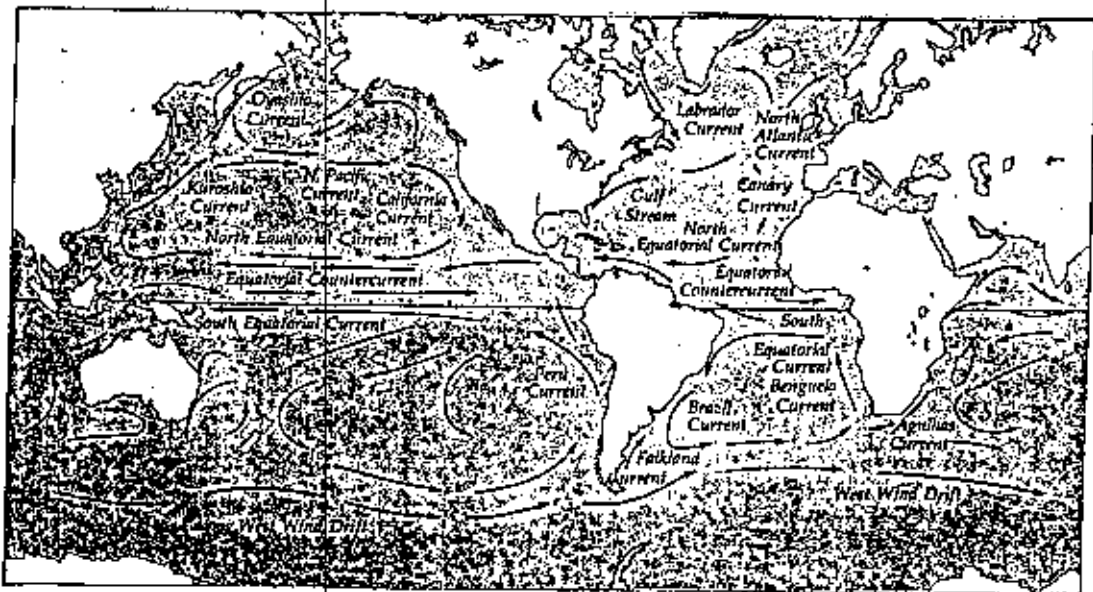 Oyashio
Current
Labrador
Current
North
Atlantic
Current
Kuroshio
Current
N. Pacific
Current
California
Current
Gulf
Stream
Canary
Current
North Equatorial Current
North
Equatorial Current
Equatorial Countercurrent
Equatorial
Countercurrent
South Equatorial Current
South
Equatorial
Current
Peru
Current
Benguela
Current
Brazil
Current
Agulhas
Current
Falkland
Current
West Wind Drift
West Wind Drift